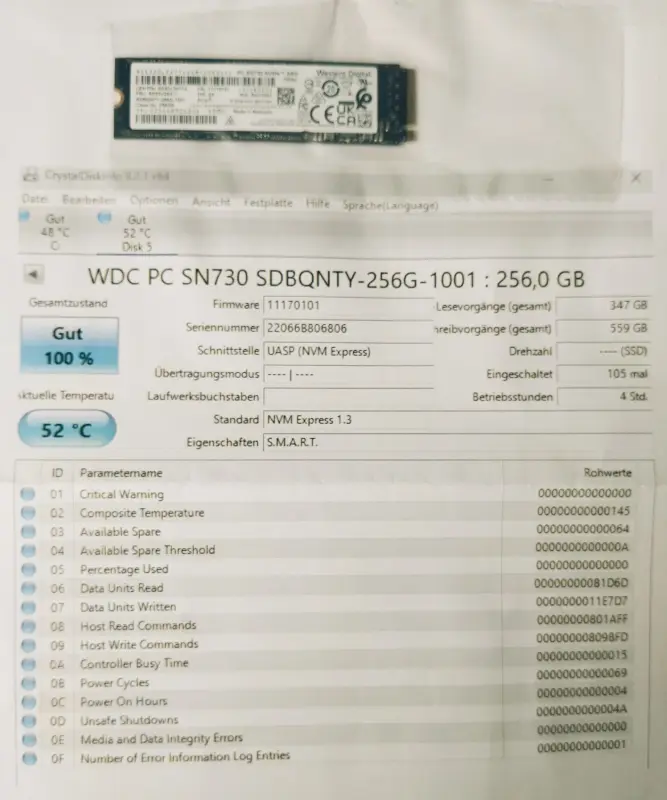 Western Digital
CE UK CA
CrystalDiskInfo
Datei Bearbeiten Optionen Ansicht Festplatte Hilfe Sprache(Language)
Gut Gut
48 °C 52 °C
C: Disk 5
WDC PC SN730 SDBQNTY-256G-1001 : 256,0 GB
Gesamtzustand
Gut
100 %
ktuelle Temperatu
52 °C
Firmware 11170101
Seriennummer 220668806806
Schnittstelle UASP (NVM Express)
Übertragungsmodus ---- | ----
Laufwerksbuchstaben
Standard NVM Express 1.3
Eigenschaften S.M.A.R.T.
Lesevorgänge (gesamt) 347 GB
hreibvorgänge (gesamt) 559 GB
Drehzahl ---- (SSD)
Eingeschaltet 105 mal
Betriebsstunden 4 Std.
ID Parametername Rohwerte
01 Critical Warning 00000000000000
02 Composite Temperature 00000000000145
03 Available Spare 00000000000064
04 Available Spare Threshold 0000000000000A
05 Percentage Used 00000000000000
06 Data Units Read 00000000081D6D
07 Data Units Written 0000000011E7D7
08 Host Read Commands 00000000801AFF
09 Host Write Commands 000000008098FD
0A Controller Busy Time 00000000000015
0B Power Cycles 00000000000069
0C Power On Hours 00000000000004
0D Unsafe Shutdowns 0000000000004A
0E Media and Data Integrity Errors 00000000000000
0F Number of Error Information Log Entries 00000000000001